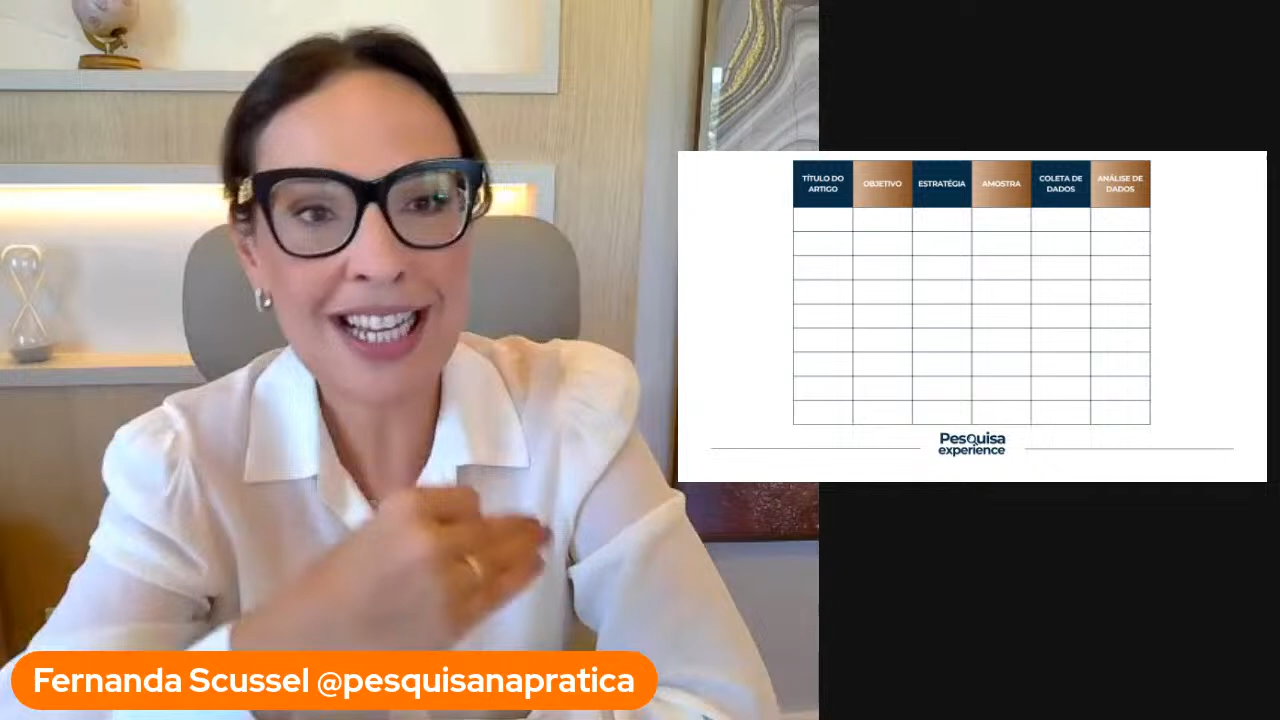 TÍTULO DO
ARTIGO
OBJETIVO
ESTRATÉGIA
AMOSTRA
COLETA DE
DADOS
ANÁLISE DE
DADOS
Pesquisa
experience
Fernanda Scussel @pesquisanapratica